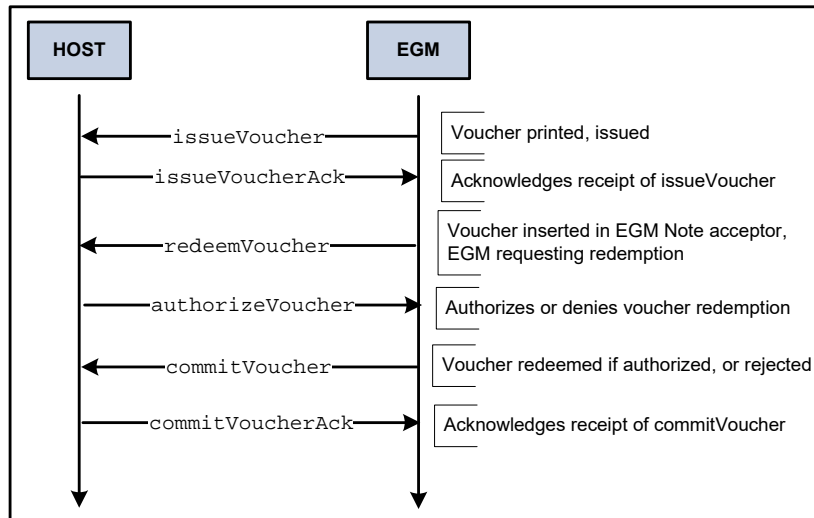 HOST
EGM
issueVoucher
Voucher printed, issued
issueVoucherAck
Acknowledges receipt of issueVoucher
redeemVoucher
Voucher inserted in EGM Note acceptor,
EGM requesting redemption
authorizeVoucher
Authorizes or denies voucher redemption
commitVoucher
Voucher redeemed if authorized, or rejected
commitVoucherAck
Acknowledges receipt of commitVoucher